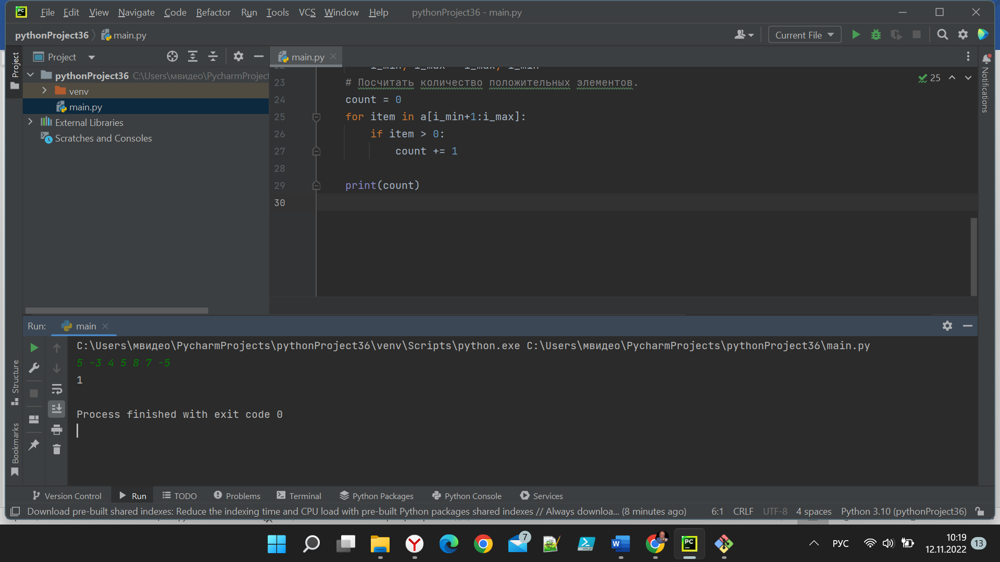 File Edit View Navigate Code Refactor Run Tools VCS Window Help pythonProject36 - main.py
pythonProject36 main.py Current File
Project main.py
pythonProject36 C:\Users\мвидео\PycharmProject
venv
main.py
External Libraries
Scratches and Consoles
Project
Structure
Bookmarks
Notifications
25
i_min, i_max = i_max, i_min
23 # Посчитать количество положительных элементов.
24 count = 0
25 for item in a[i_min+1:i_max]:
26 if item > 0:
27 count += 1
28
29 print(count)
30
Run: main
C:\Users\мвидео\PycharmProjects\pythonProject36\venv\Scripts\python.exe C:\Users\мвидео\PycharmProjects\pythonProject36\main.py
5 -3 4 5 8 7 -5
1
Process finished with exit code 0
Version Control Run TODO Problems Terminal Python Packages Python Console Services
Download pre-built shared indexes: Reduce the indexing time and CPU load with pre-built Python packages shared indexes // Always downloa... (8 minutes ago) 6:1 CRLF UTF-8 4 spaces Python 3.10 (pythonProject36)
7
РУС
10:19
12.11.2022
13